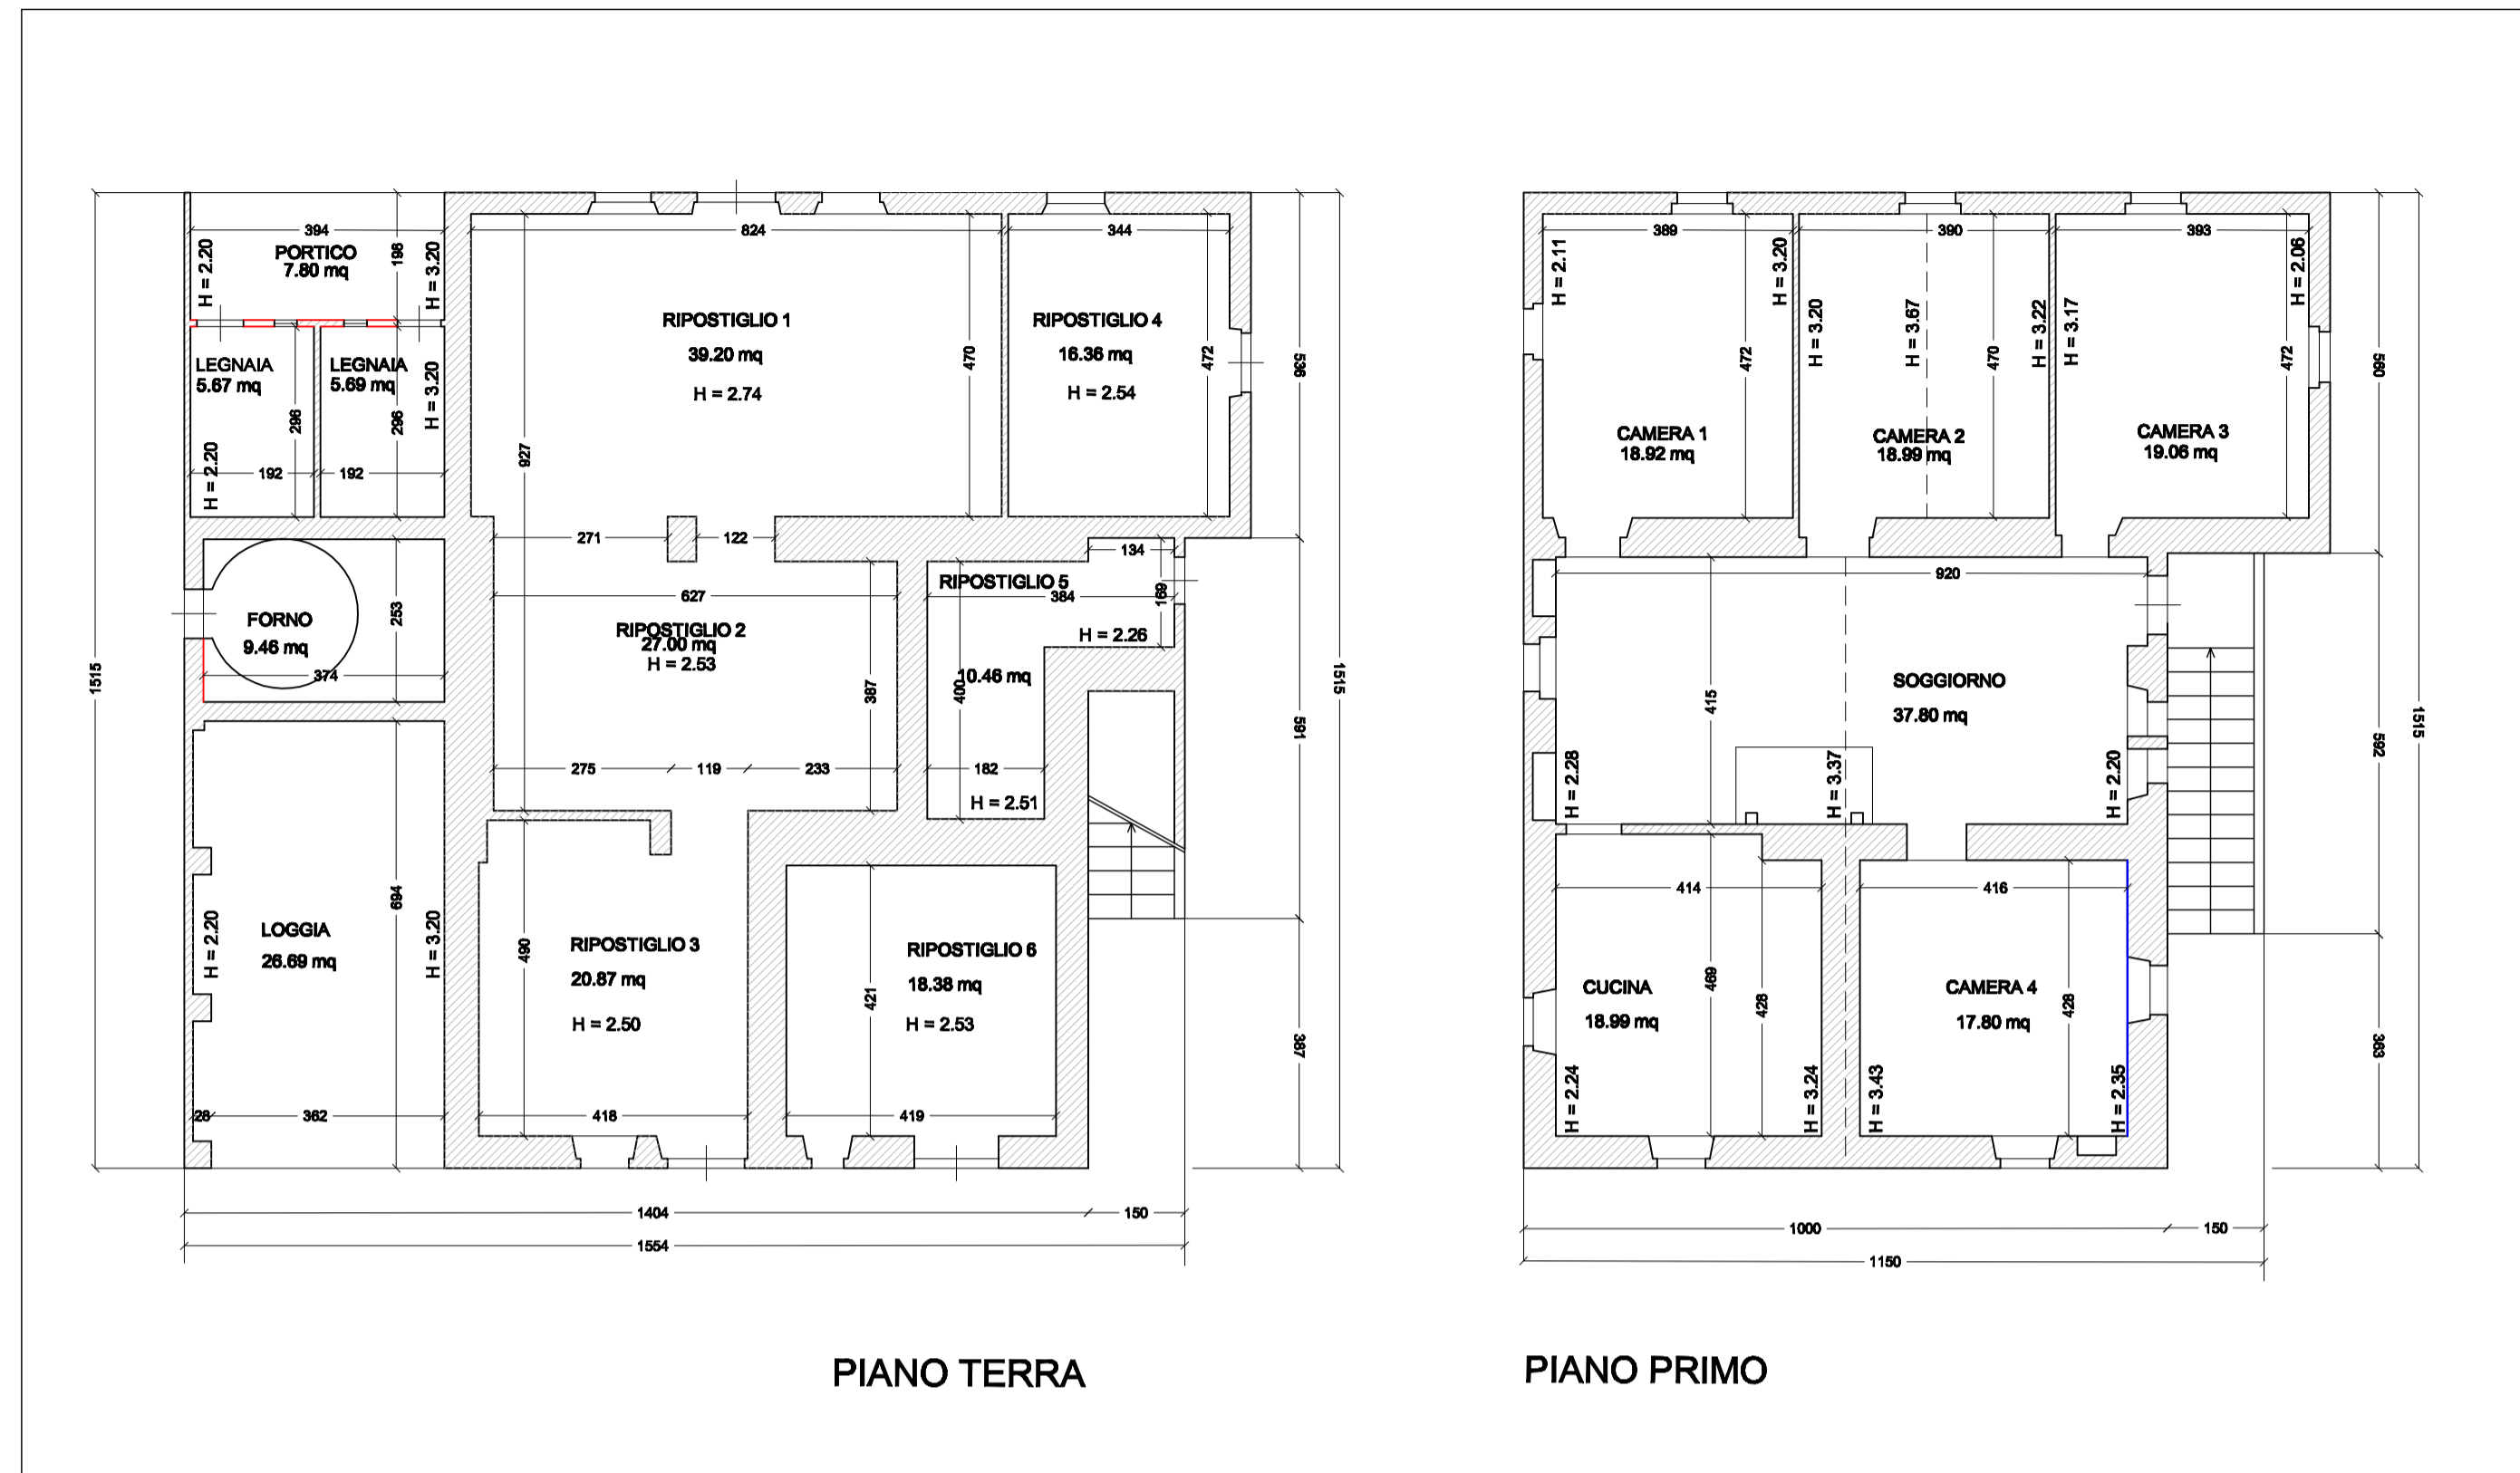 394
PORTICO
7.80 mq
H = 2.20
198
H = 3.20
LEGNAIA
5.67 mq
LEGNAIA
5.69 mq
H = 3.20
296
296
H = 2.20
192
192
FORNO
9.46 mq
253
374
1515
LOGGIA
26.69 mq
H = 2.20
H = 3.20
694
28
362
824
RIPOSTIGLIO 1
39.20 mq
H = 2.74
470
927
344
RIPOSTIGLIO 4
16.36 mq
H = 2.54
472
536
271
122
134
627
RIPOSTIGLIO 2
27.00 mq
H = 2.53
387
RIPOSTIGLIO 5
384
169
H = 2.26
10.46 mq
400
182
H = 2.51
275
119
233
591
1515
490
RIPOSTIGLIO 3
20.87 mq
H = 2.50
418
RIPOSTIGLIO 6
18.38 mq
H = 2.53
421
419
387
1404
150
1554
PIANO TERRA
389
390
393
H = 2.11
H = 3.20
H = 3.20
H = 3.67
H = 3.22
H = 3.17
H = 2.06
472
470
472
CAMERA 1
18.92 mq
CAMERA 2
18.99 mq
CAMERA 3
19.06 mq
560
920
415
SOGGIORNO
37.80 mq
H = 2.28
H = 3.37
H = 2.20
592
1515
414
416
469
428
428
CUCINA
18.99 mq
CAMERA 4
17.80 mq
H = 2.24
H = 3.24
H = 3.43
H = 2.35
363
1000
150
1150
PIANO PRIMO